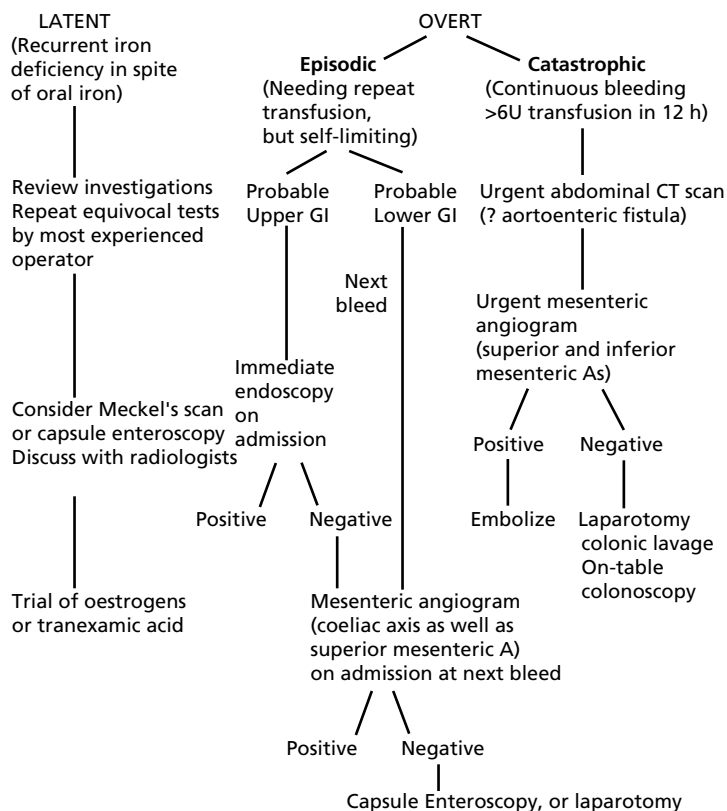 LATENT
(Recurrent iron
deficiency in spite
of oral iron)
Review investigations
Repeat equivocal tests
by most experienced
operator
Consider Meckel's scan
or capsule enteroscopy
Discuss with radiologists
Trial of oestrogens
or tranexamic acid
OVERT
Episodic
(Needing repeat
transfusion,
but self-limiting)
Probable
Upper GI
Immediate
endoscopy
on
admission
Positive
Negative
Probable
Lower GI
Next
bleed
Mesenteric angiogram
(coeliac axis as well as
superior mesenteric A)
on admission at next bleed
Positive
Negative
Capsule Enteroscopy, or laparotomy
Catastrophic
(Continuous bleeding
>6U transfusion in 12 h)
Urgent abdominal CT scan
(? aortoenteric fistula)
Urgent mesenteric
angiogram
(superior and inferior
mesenteric As)
Positive
Embolize
Negative
Laparotomy
colonic lavage
On-table
colonoscopy